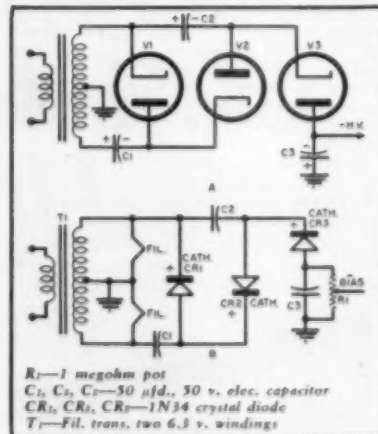 V1
C2
V2
V3
-H.V.
C3
C1
A
T1
C2
CATH.
CR3
FIL.
CATH.
CR1
BIAS
FIL.
CR2
CATH.
C3
R1
C1
B
R1—1 megohm pot
C1, C2, C3—50 µfd., 50 v. elec. capacitor
CR1, CR2, CR3—1N34 crystal diode
T1—Fil. trans. two 6.3 v. windings